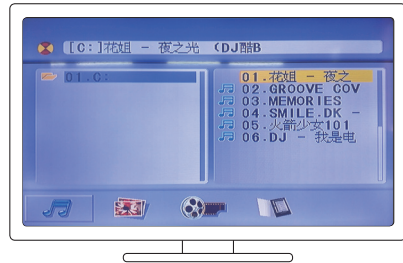 [C:]花姐 - 夜之光 (DJ酷B
01.C:
01.花姐 - 夜之
02.GROOVE COV
03.MEMORIES
04.SMILE.DK -
05.火箭少女101
06.DJ - 我是电